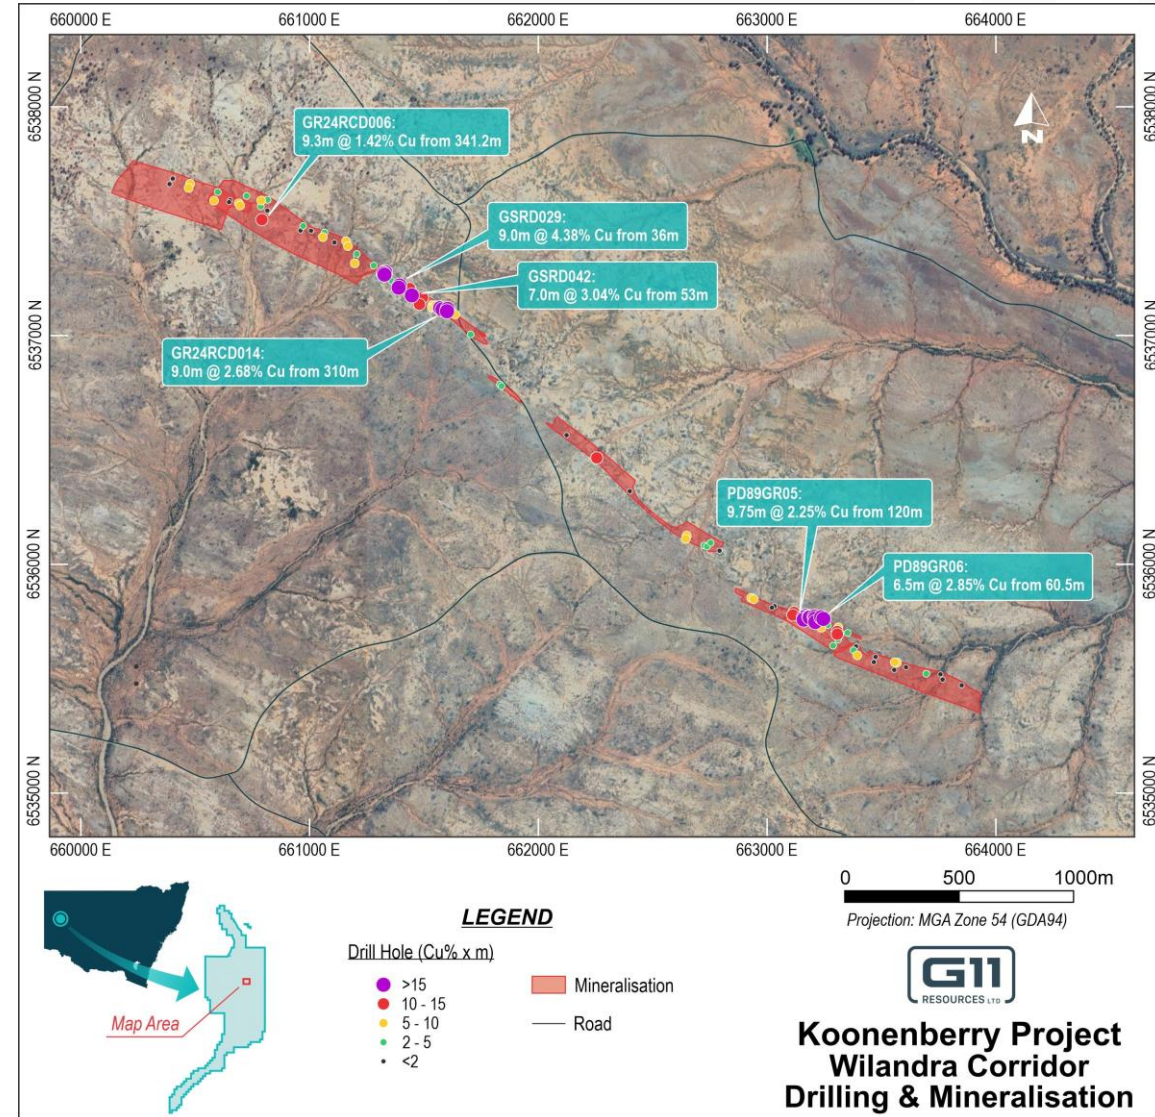 660000 E
661000 E
662000 E
663000 E
664000 E
6538000 N
6538000 N
GR24RCD006:
9.3m @ 1.42% Cu from 341.2m
N
GSRD029:
9.0m @ 4.38% Cu from 36m
GSRD042:
7.0m @ 3.04% Cu from 53m
6537000 N
6537000 N
GR24RCD014:
9.0m @ 2.68% Cu from 310m
PD89GR05:
9.75m @ 2.25% Cu from 120m
6536000 N
6536000 N
PD89GR06:
6.5m @ 2.85% Cu from 60.5m
6535000 N
6535000 N
660000 E
661000 E
662000 E
663000 E
664000 E
Map Area
LEGEND
Drill Hole (Cu% x m)
>15
10 - 15
5 - 10
2 - 5
<2
Mineralisation
Road
0 500 1000m
Projection: MGA Zone 54 (GDA94)
G11
RESOURCES LTD
Koonenberry Project
Wilandra Corridor
Drilling & Mineralisation